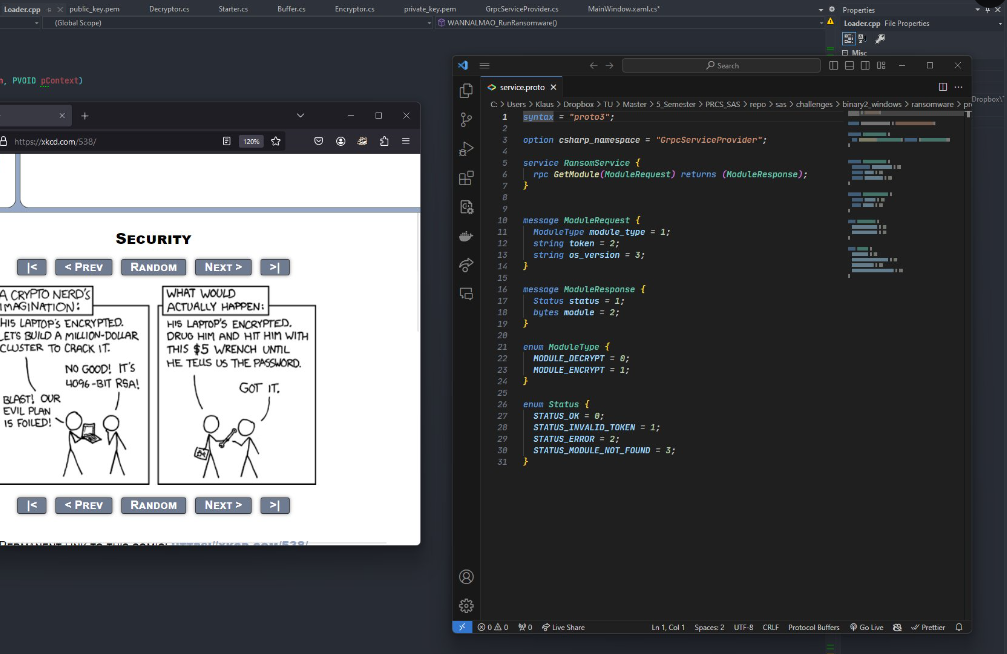 Loader.cpp
public_key.pem
Decryptor.cs
Starter.cs
Buffer.cs
Encryptor.cs
private_key.pem
GrpcServiceProvider.cs
MainWindow.xaml.cs*
Properties
(Global Scope)
WANNALMAO_RunRansomware()
Loader.cpp File Properties
Misc
, PVOID pContext)
Dropbox\
https://xkcd.com/538/
120%
SECURITY
|< < PREV RANDOM NEXT > >|
A CRYPTO NERD'S
IMAGINATION:
HIS LAPTOP'S ENCRYPTED.
LET'S BUILD A MILLION-DOLLAR
CLUSTER TO CRACK IT.
NO GOOD! IT'S
4096-BIT RSA!
BLAST! OUR
EVIL PLAN
IS FOILED!
WHAT WOULD
ACTUALLY HAPPEN:
HIS LAPTOP'S ENCRYPTED.
DRUG HIM AND HIT HIM WITH
THIS $5 WRENCH UNTIL
HE TELLS US THE PASSWORD.
GOT IT.
|< < PREV RANDOM NEXT > >|
Search
service.proto
C: > Users > Klaus > Dropbox > TU > Master > 5_Semester > PRCS_SAS > repo > sas > challenges > binary2_windows > ransomware >
1 syntax = "proto3";
2
3 option csharp_namespace = "GrpcServiceProvider";
4
5 service RansomService {
6 rpc GetModule(ModuleRequest) returns (ModuleResponse);
7 }
8
9
10 message ModuleRequest {
11 ModuleType module_type = 1;
12 string token = 2;
13 string os_version = 3;
14 }
15
16 message ModuleResponse {
17 Status status = 1;
18 bytes module = 2;
19 }
20
21 enum ModuleType {
22 MODULE_DECRYPT = 0;
23 MODULE_ENCRYPT = 1;
24 }
25
26 enum Status {
27 STATUS_OK = 0;
28 STATUS_INVALID_TOKEN = 1;
29 STATUS_ERROR = 2;
30 STATUS_MODULE_NOT_FOUND = 3;
31 }
0 0 0 Live Share Ln 1, Col 1 Spaces: 2 UTF-8 CRLF Protocol Buffers Go Live Prettier